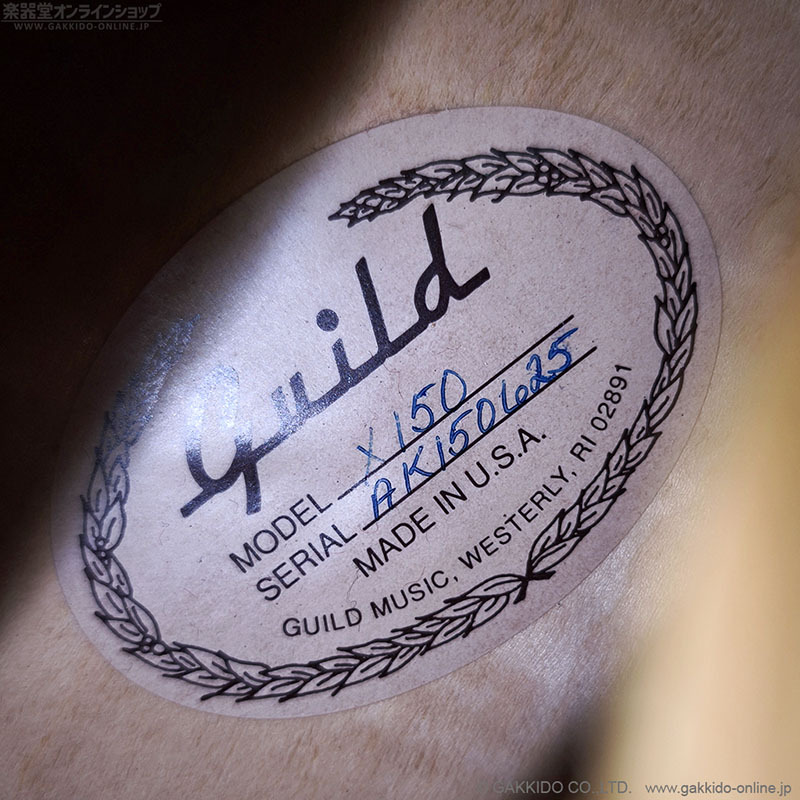 楽器堂オンラインショップ
WWW.GAKKIDO-ONLINE.JP
Guild
MODEL X150
SERIAL AK150625
MADE IN U.S.A.
GUILD MUSIC, WESTERLY, RI 02891
GAKKIDO CO., LTD. www.gakkido-online.jp